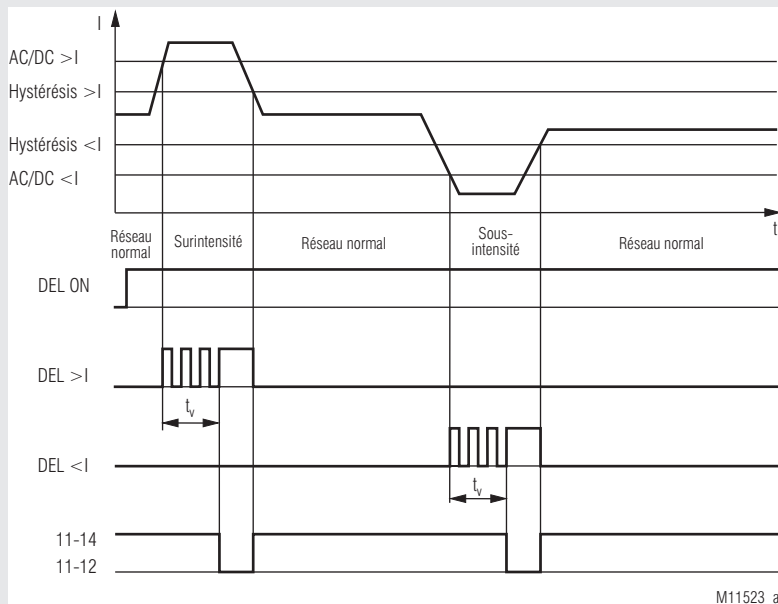 I
AC/DC >I
Hystérésis >I
Hystérésis <I
AC/DC <I
t
Réseau
normal
Surintensité
Réseau normal
Sous-
intensité
Réseau normal
DEL ON
DEL >I
tv
DEL <I
tv
11-14
11-12
M11523_a